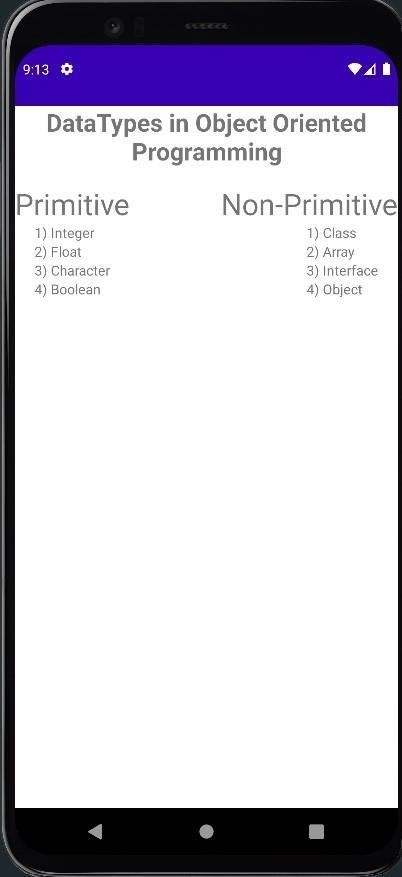 9:13
DataTypes in Object Oriented
Programming
Primitive
1) Integer
2) Float
3) Character
4) Boolean
Non-Primitive
1) Class
2) Array
3) Interface
4) Object